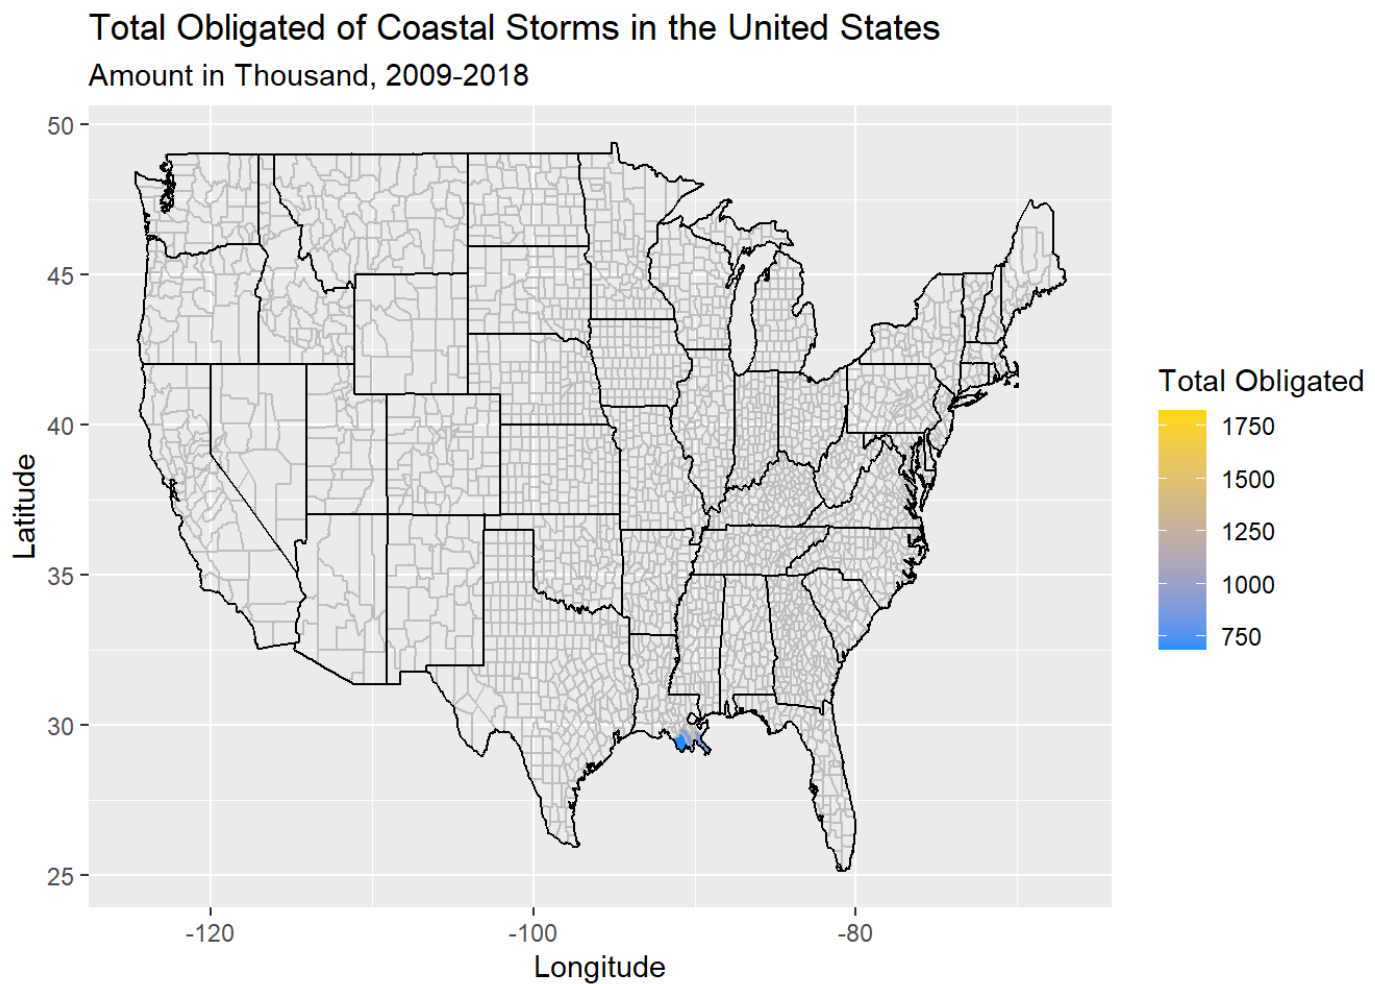 Total Obligated of Coastal Storms in the United States
Amount in Thousand, 2009-2018
50
45
40
35
30
25
Latitude
-120
-100
-80
Longitude
Total Obligated
1750
1500
1250
1000
750